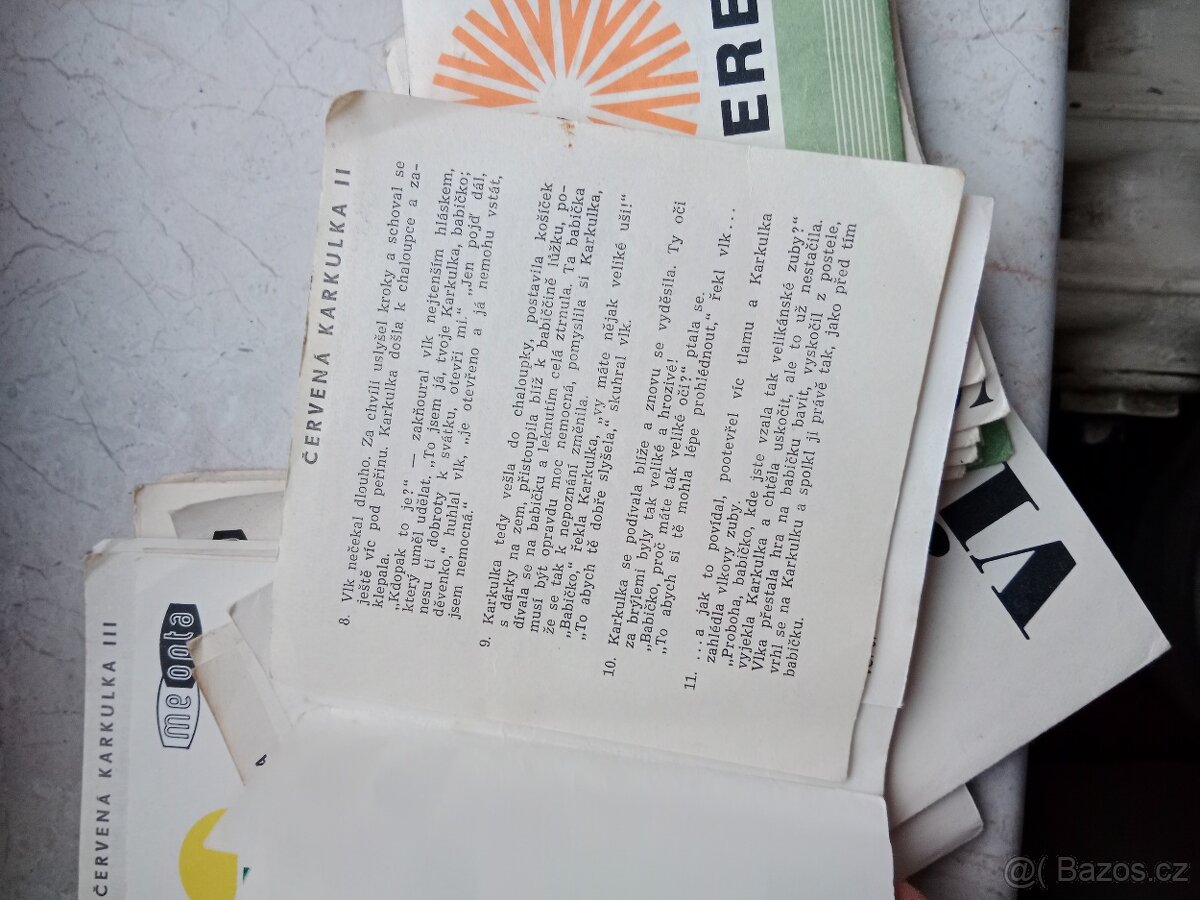 ČERVENÁ KARKULKA II
8. Vlk nečekal dlouho. Za chvíli uslyšel kroky a schoval se
ještě víc pod peřinu. Karkulka došla k chaloupce a za-
klepala.
„Kdopak to je?“ — zakňoural vlk nejtenším hláskem,
který uměl udělat. „To jsem já, tvoje Karkulka, babičko;
nesu ti dobroty k svátku, otevři mi.“ „Jen pojď dál,
děvenko,“ huhlal vlk, „je otevřeno a já nemohu vstát,
jsem nemocná.“
9. Karkulka tedy vešla do chaloupky, postavila košíček
s dárky na zem, přistoupila blíž k babiččině lůžku, po-
dívala se na babičku a leknutím celá ztrnula. Ta babička
musí být opravdu moc nemocná, pomyslila si Karkulka,
že se tak k nepoznání změnila.
„Babičko,“ řekla Karkulka, „vy máte nějak veliké uši!“
„To abych tě dobře slyšela,“ skuhral vlk.
10. Karkulka se podívala blíže a znovu se vyděsila. Ty oči
za brýlemi byly tak veliké a hrozivé!
„Babičko, proč máte tak veliké oči?“ ptala se.
„To abych si tě mohla lépe prohlédnout,“ řekl vlk...
11. ...a jak to povídal, pootevřel víc tlamu a Karkulka
zahlédla vlkovy zuby.
„Proboha, babičko, kde jste vzala tak velikánské zuby?“
vyjekla Karkulka a chtěla uskočit, ale to už nestačila.
Vlka přestala hra na babičku bavit, vyskočil z postele,
vrhl se na Karkulku a spolkl ji právě tak, jako před tím
babičku.
ČERVENÁ KARKULKA III
meopta
ERE
@( Bazos.cz